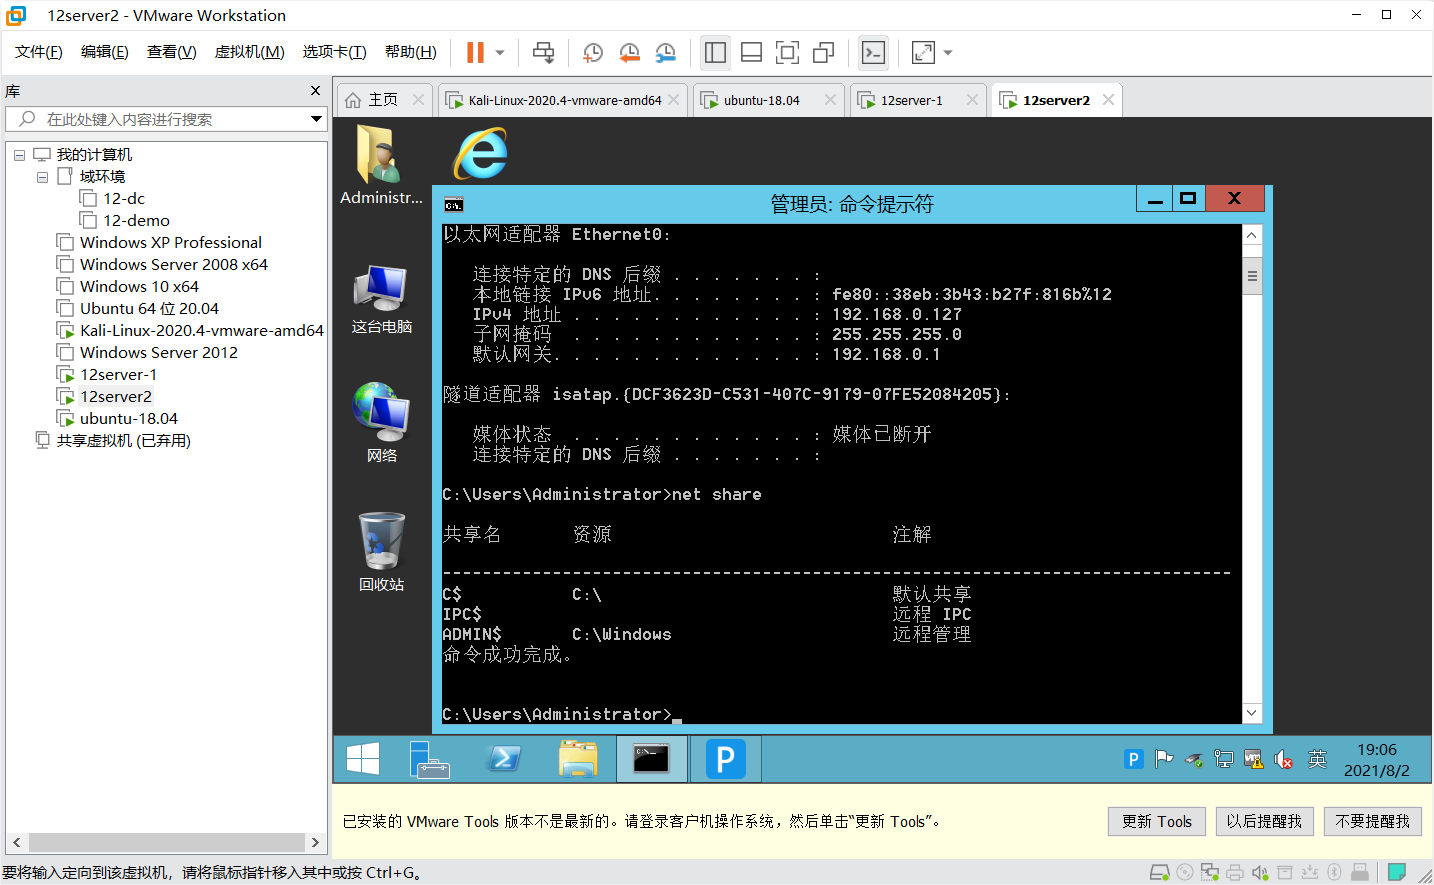 12server2 - VMware Workstation
文件(F) 编辑(E) 查看(V) 虚拟机(M) 选项卡(T) 帮助(H)
库
在此处键入内容进行搜索
我的计算机
域环境
12-dc
12-demo
Windows XP Professional
Windows Server 2008 x64
Windows 10 x64
Ubuntu 64 位 20.04
Kali-Linux-2020.4-vmware-amd64
Windows Server 2012
12server-1
12server2
ubuntu-18.04
共享虚拟机 (已弃用)
主页 Kali-Linux-2020.4-vmware-amd64 ubuntu-18.04 12server-1 12server2
Administr...
这台电脑
网络
回收站
管理员: 命令提示符
以太网适配器 Ethernet0:
连接特定的 DNS 后缀 . . . . . . . :
本地链接 IPv6 地址. . . . . . . . : fe80::38eb:3b43:b27f:816b%12
IPv4 地址 . . . . . . . . . . . . : 192.168.0.127
子网掩码 . . . . . . . . . . . . : 255.255.255.0
默认网关. . . . . . . . . . . . . : 192.168.0.1
隧道适配器 isatap.{DCF3623D-C531-407C-9179-07FE52084205}:
媒体状态 . . . . . . . . . . . . : 媒体已断开
连接特定的 DNS 后缀 . . . . . . . :
C:\Users\Administrator>net share
共享名 资源 注解
-------------------------------------------------------------------------------
C$ C:\ 默认共享
IPC$ 远程 IPC
ADMIN$ C:\Windows 远程管理
命令成功完成。
C:\Users\Administrator>_
P P 英 19:06
2021/8/2
已安装的 VMware Tools 版本不是最新的。请登录客户机操作系统，然后单击“更新 Tools”。 更新 Tools 以后提醒我 不要提醒我
要将输入定向到该虚拟机，请将鼠标指针移入其中或按 Ctrl+G。